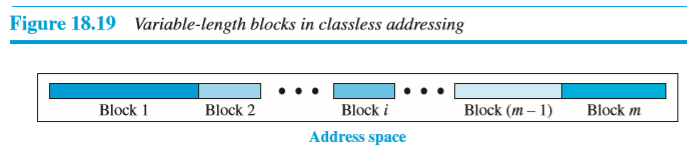 Figure 18.19 Variable-length blocks in classless addressing
Block 1 Block 2 Block i Block (m – 1) Block m
Address space